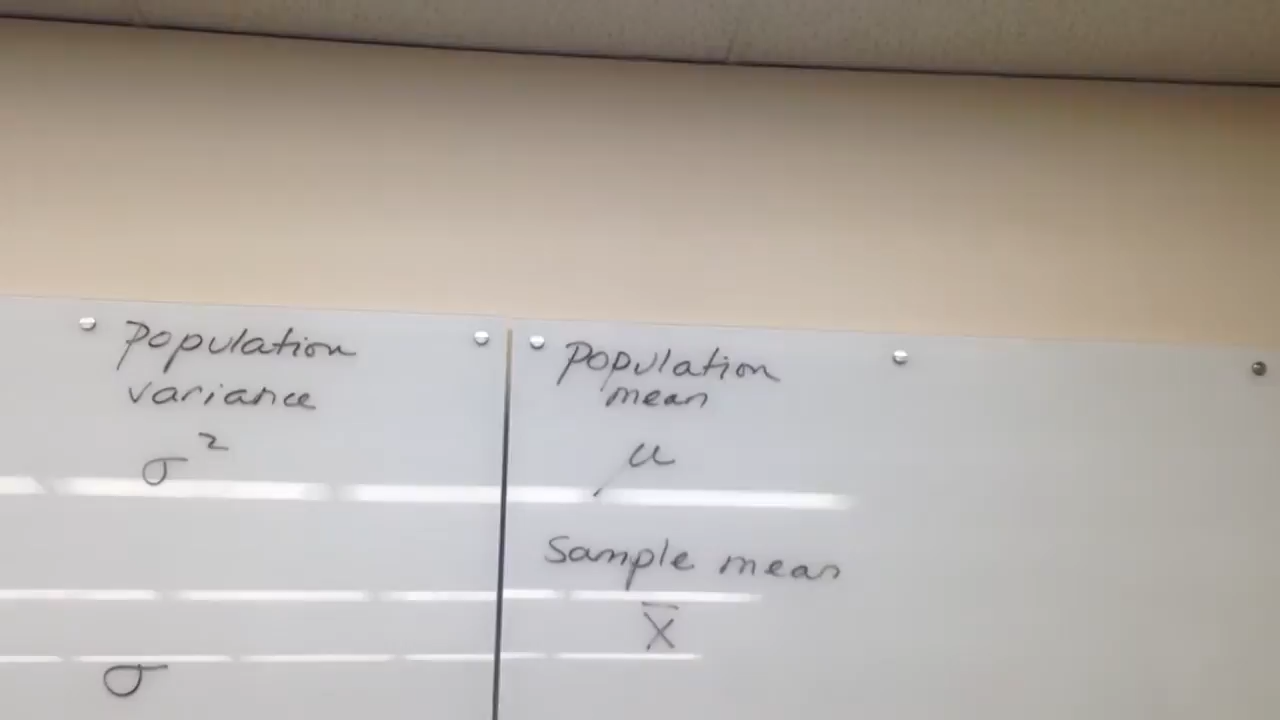 Population
variance
σ²
σ
Population
mean
μ
Sample mean
X̄